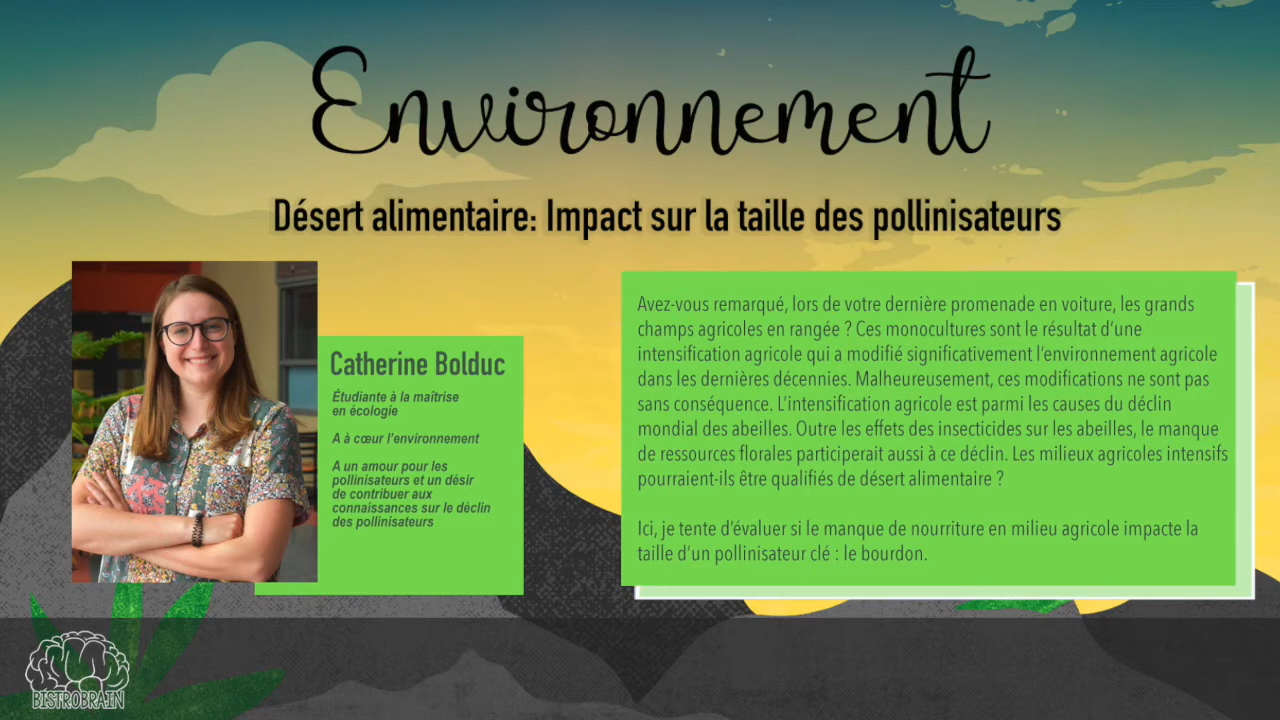 Environnement
Désert alimentaire: Impact sur la taille des pollinisateurs
Catherine Bolduc
Étudiante à la maîtrise
en écologie
A à cœur l'environnement
A un amour pour les
pollinisateurs et un désir
de contribuer aux
connaissances sur le déclin
des pollinisateurs
Avez-vous remarqué, lors de votre dernière promenade en voiture, les grands
champs agricoles en rangée ? Ces monocultures sont le résultat d'une
intensification agricole qui a modifié significativement l'environnement agricole
dans les dernières décennies. Malheureusement, ces modifications ne sont pas
sans conséquence. L'intensification agricole est parmi les causes du déclin
mondial des abeilles. Outre les effets des insecticides sur les abeilles, le manque
de ressources florales participerait aussi à ce déclin. Les milieux agricoles intensifs
pourraient-ils être qualifiés de désert alimentaire ?
Ici, je tente d'évaluer si le manque de nourriture en milieu agricole impacte la
taille d'un pollinisateur clé : le bourdon.
BISTROBRAIN